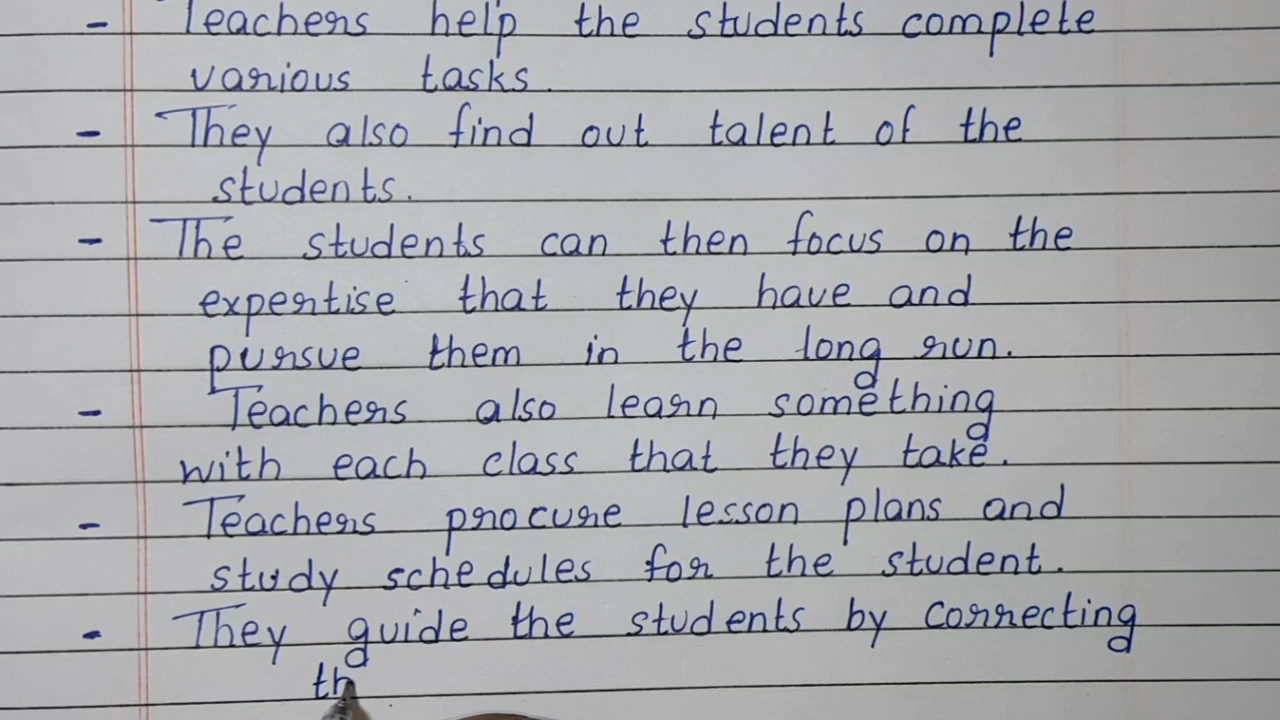 - Teachers help the students complete
various tasks.
- They also find out talent of the
students.
- The students can then focus on the
expertise that they have and
pursue them in the long run.
- Teachers also learn something
with each class that they take.
- Teachers procure lesson plans and
study schedules for the student.
- They guide the students by correcting
th